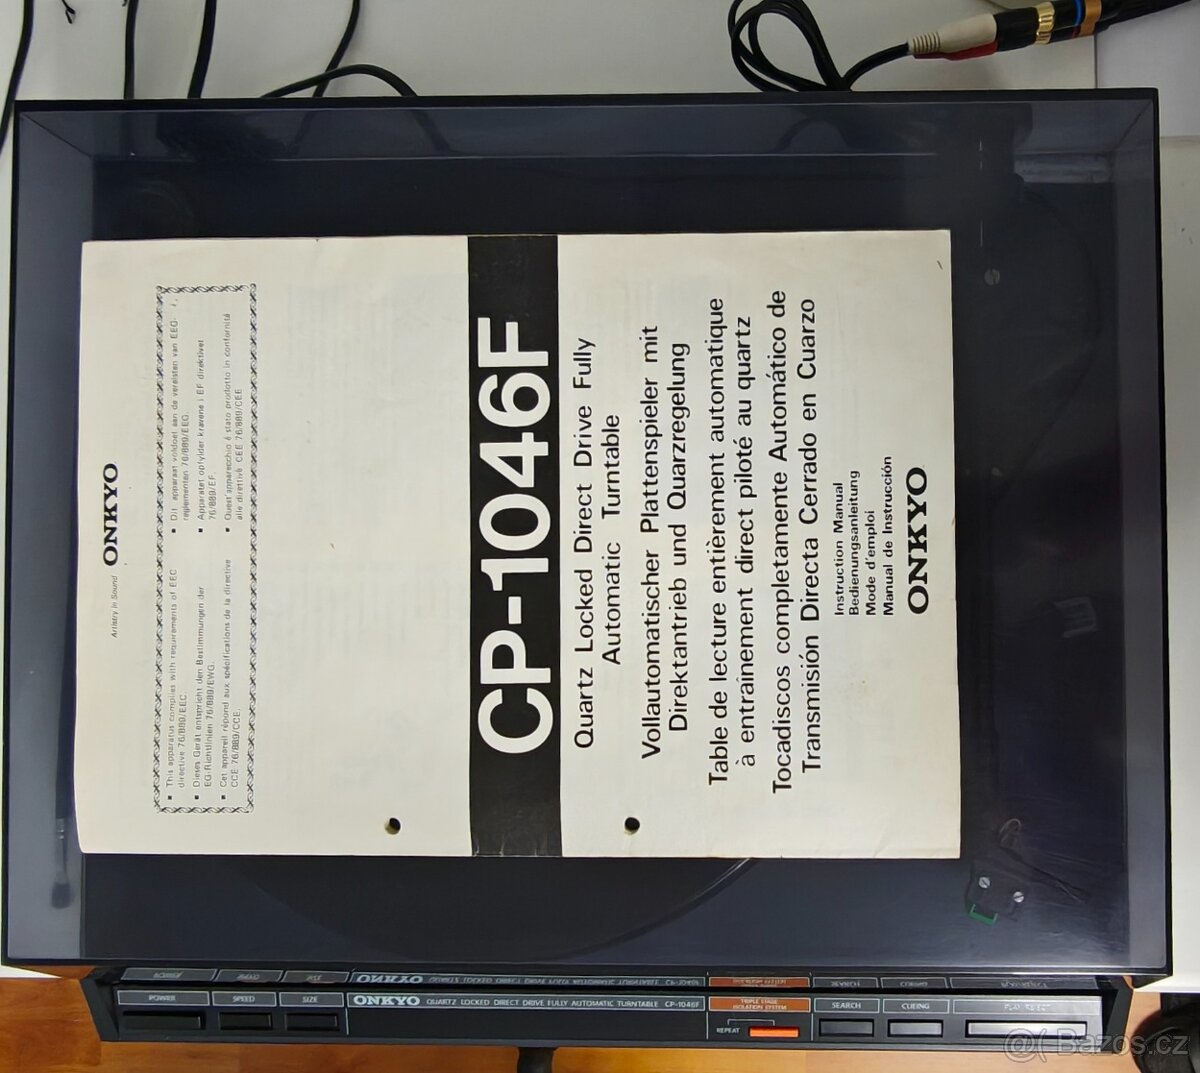 CP-1046F
Quartz Locked Direct Drive Fully
Automatic Turntable
Vollautomatischer Plattenspieler mit
Direktantrieb und Quarzregelung
Table de lecture entièrement automatique
à entraînement direct piloté au quartz
Tocadiscos completamente Automático de
Transmisión Directa Cerrado en Cuarzo
Instruction Manual
Bedienungsanleitung
Mode d'emploi
Manual de Instrucción
ONKYO
Artistry in Sound
ONKYO
■ This apparatus complies with requirements of EEC
directive 76/889/EEC.
■ Dieses Gerät entspricht den Bestimmungen der
EG-Richtlinien 76/889/EWG.
■ Cet appareil répond aux spécifications de la directive
CCE 76/889/CCE.
■ Dit apparaat voldoet aan de vereisten van EEG-
reglementen 76/889/EEG.
■ Apparatet opfylder kravene i EF direktivet
76/889/EF.
■ Quest'apparecchio è stato prodotto in conformità
alle direttive CEE 76/889/CEE
POWER
SPEED
SIZE
ONKYO QUARTZ LOCKED DIRECT DRIVE FULLY AUTOMATIC TURNTABLE CP-1046F
TRIPLE STAGE
ISOLATION SYSTEM
REPEAT
SEARCH
CUEING
Bazos.cz